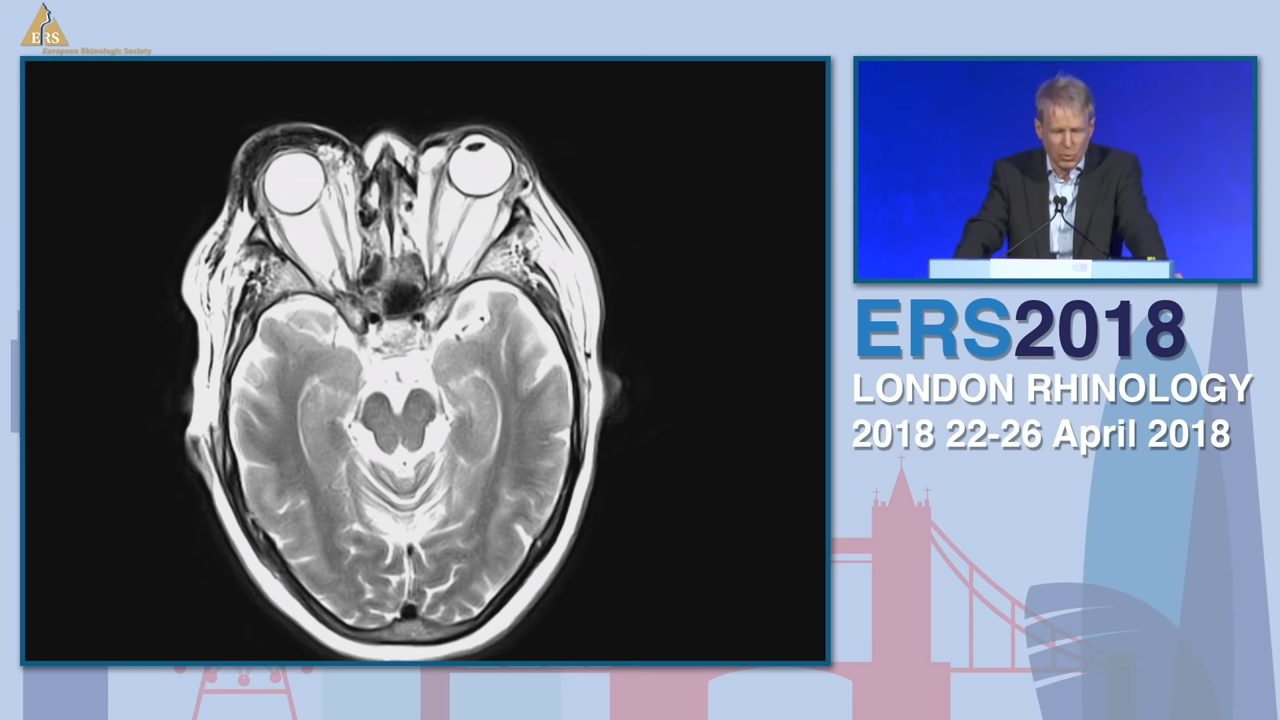 ERS
European Rhinologic Society
ERS2018
LONDON RHINOLOGY
2018 22-26 April 2018